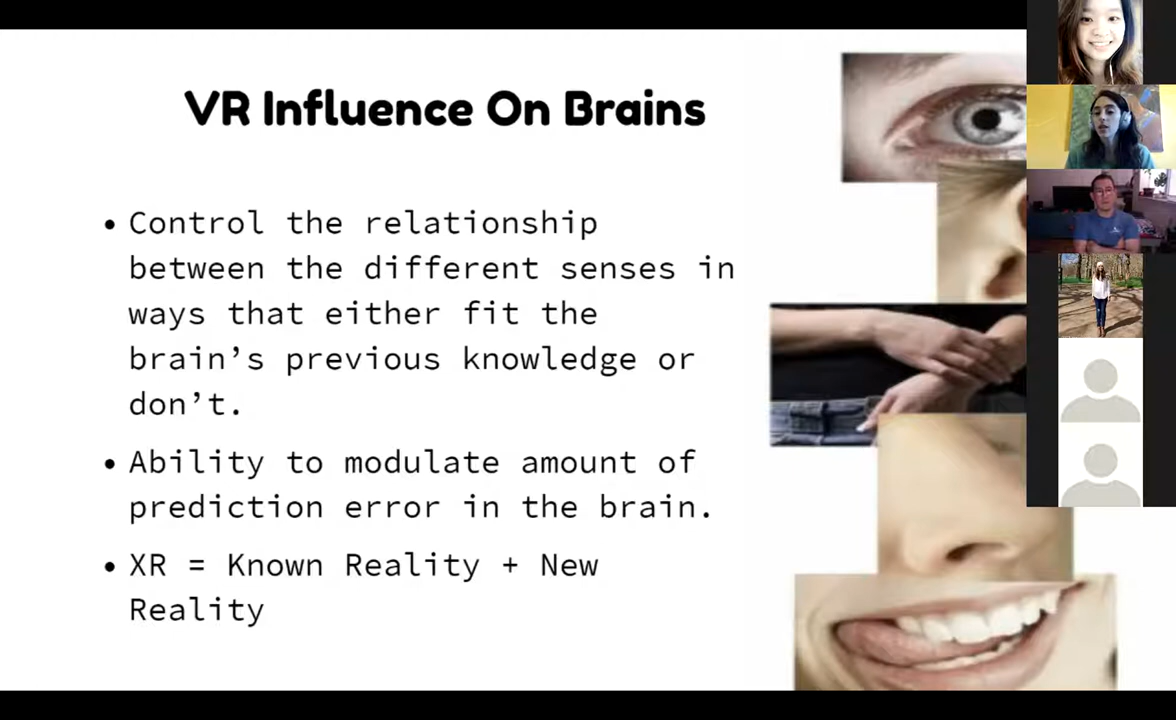 VR Influence On Brains
• Control the relationship
between the different senses in
ways that either fit the
brain’s previous knowledge or
don’t.
• Ability to modulate amount of
prediction error in the brain.
• XR = Known Reality + New
Reality